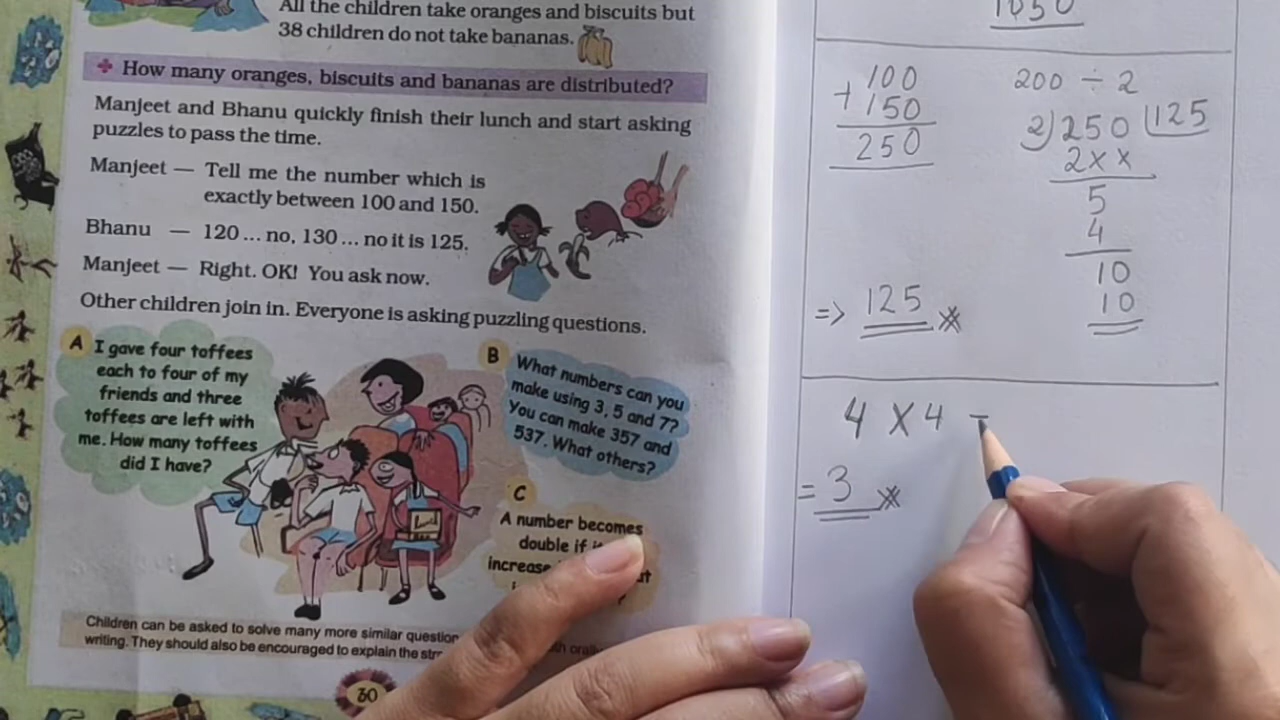 All the children take oranges and biscuits but
38 children do not take bananas.
How many oranges, biscuits and bananas are distributed?
Manjeet and Bhanu quickly finish their lunch and start asking
puzzles to pass the time.
Manjeet — Tell me the number which is
exactly between 100 and 150.
Bhanu — 120 ... no, 130 ... no it is 125.
Manjeet — Right. OK! You ask now.
Other children join in. Everyone is asking puzzling questions.
A I gave four toffees
each to four of my
friends and three
toffees are left with
me. How many toffees
did I have?
B What numbers can you
make using 3, 5 and 7?
You can make 357 and
537. What others?
C
A number becomes
double if
increase
Children can be asked to solve many more similar question
writing. They should also be encouraged to explain the
30
1050
100
+ 150
250
200 ÷ 2
2)250 125
2××
5
4
10
10
=> 125
4 × 4
= 3